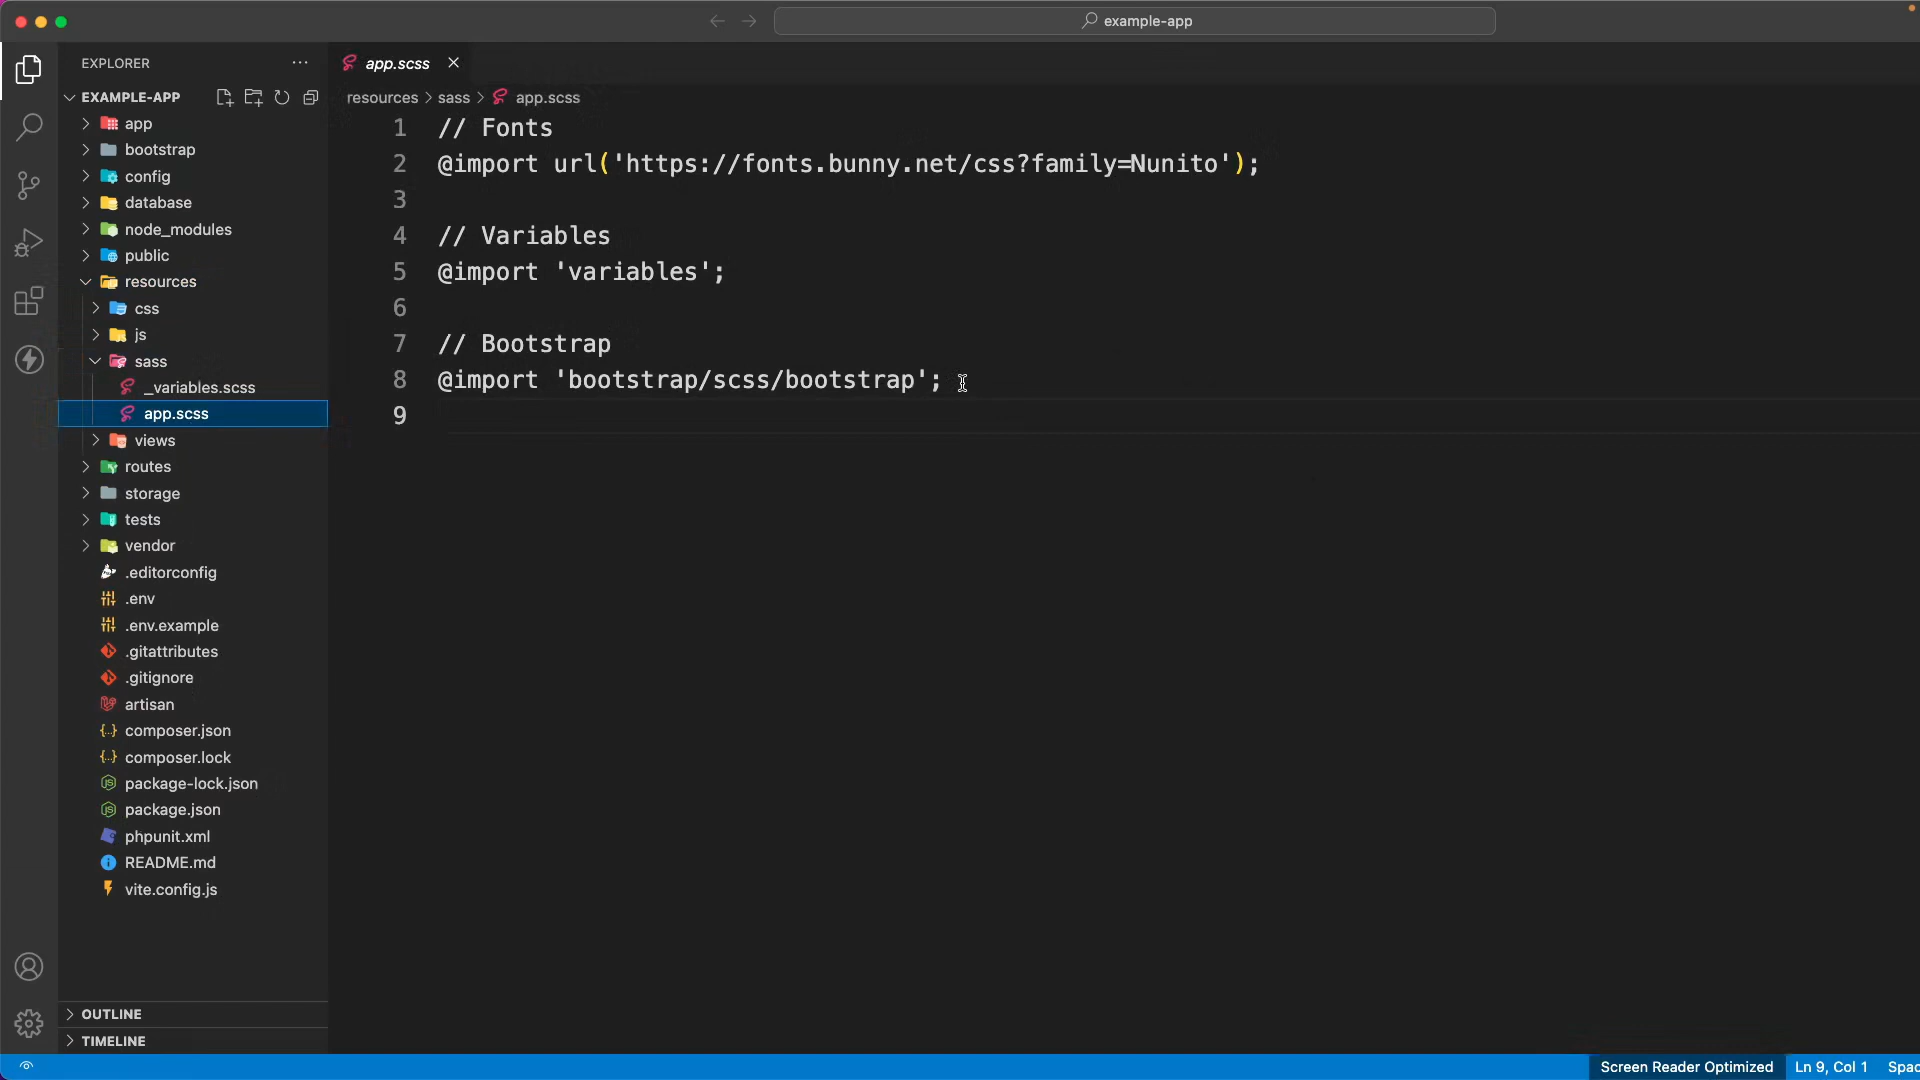 example-app
EXPLORER
EXAMPLE-APP
app
bootstrap
config
database
node_modules
public
resources
css
js
sass
_variables.scss
app.scss
views
routes
storage
tests
vendor
.editorconfig
.env
.env.example
.gitattributes
.gitignore
artisan
composer.json
composer.lock
package-lock.json
package.json
phpunit.xml
README.md
vite.config.js
OUTLINE
TIMELINE
app.scss
resources > sass > app.scss
1 // Fonts
2 @import url('https://fonts.bunny.net/css?family=Nunito');
3
4 // Variables
5 @import 'variables';
6
7 // Bootstrap
8 @import 'bootstrap/scss/bootstrap';
9
Screen Reader Optimized Ln 9, Col 1 Spac